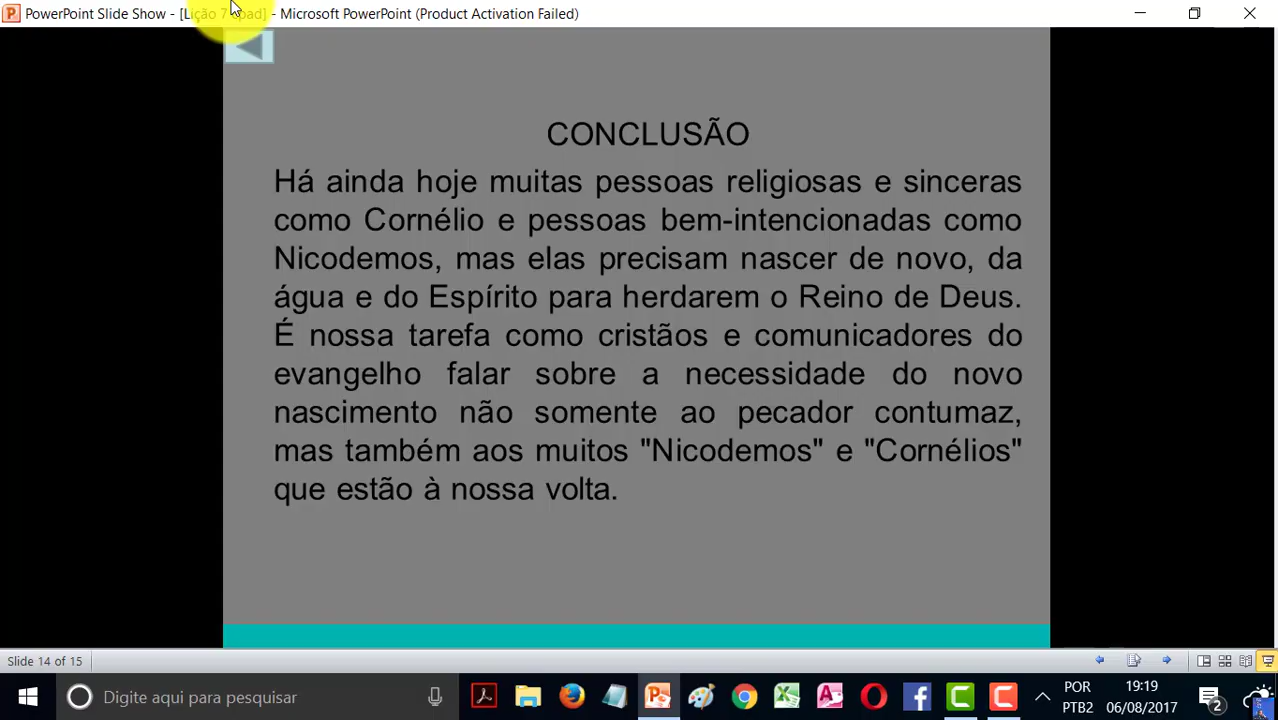 PowerPoint Slide Show - [Lição 7 - ipad] - Microsoft PowerPoint (Product Activation Failed)
CONCLUSÃO
Há ainda hoje muitas pessoas religiosas e sinceras
como Cornélio e pessoas bem-intencionadas como
Nicodemos, mas elas precisam nascer de novo, da
água e do Espírito para herdarem o Reino de Deus.
É nossa tarefa como cristãos e comunicadores do
evangelho falar sobre a necessidade do novo
nascimento não somente ao pecador contumaz,
mas também aos muitos "Nicodemos" e "Cornélios"
que estão à nossa volta.
Slide 14 of 15
Digite aqui para pesquisar
POR
PTB2
19:19
06/08/2017
2